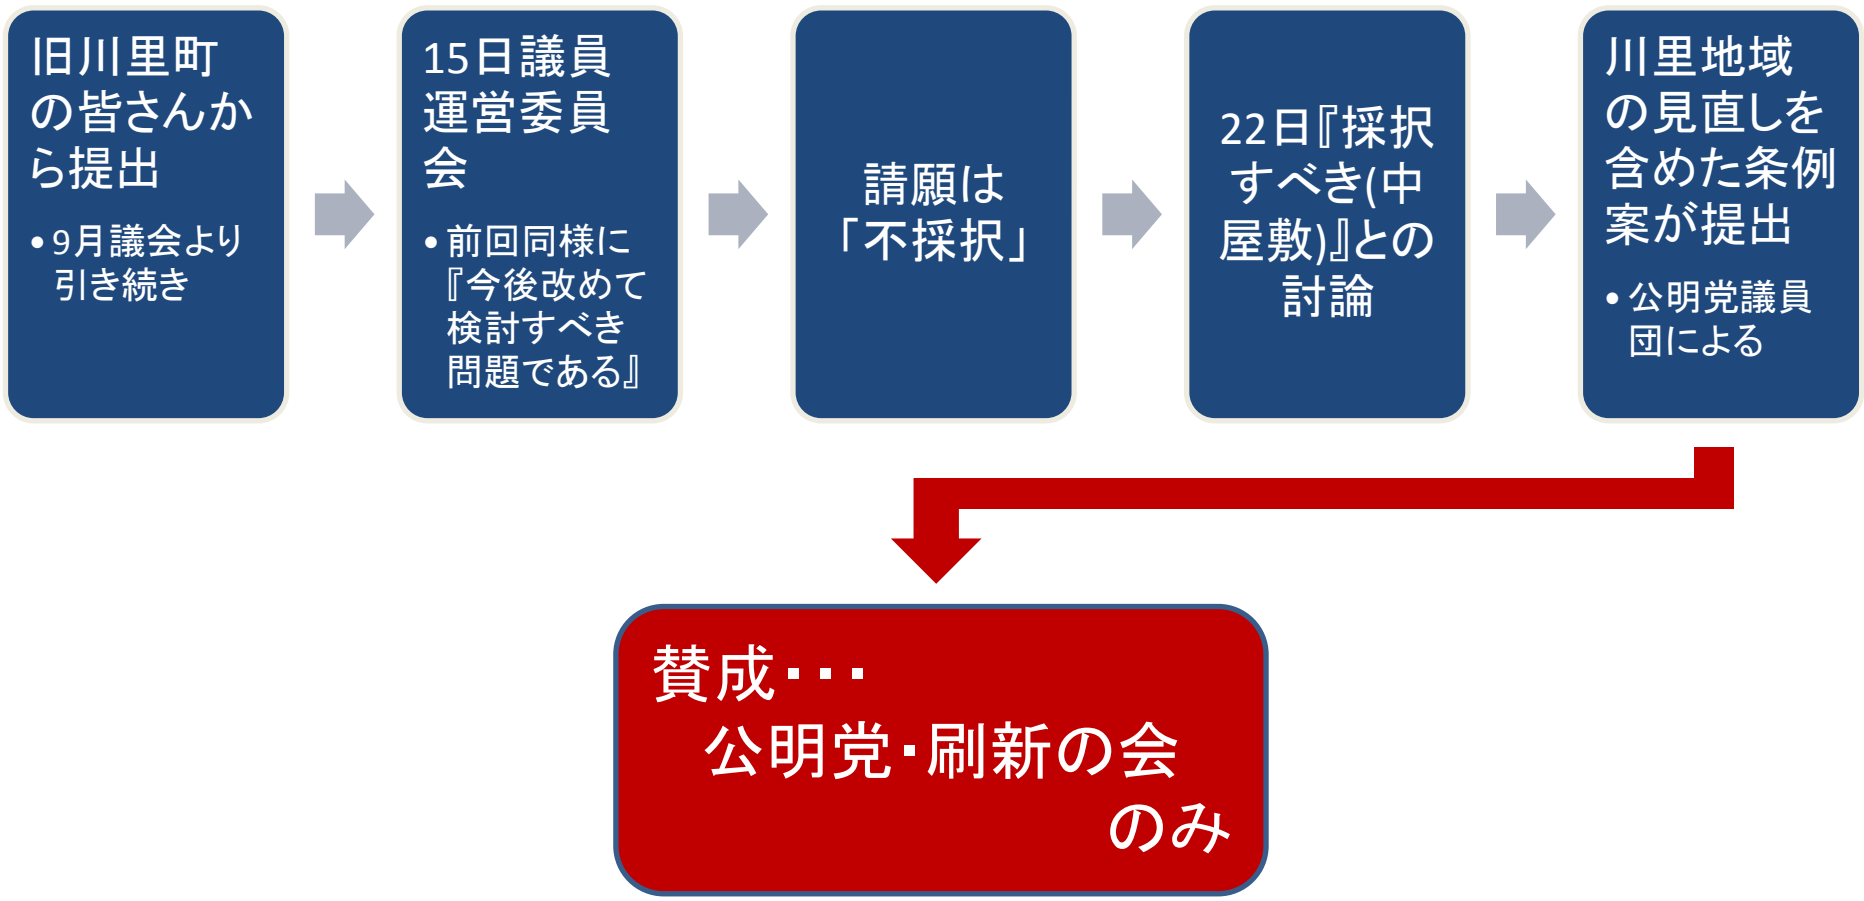 旧川里町
の皆さんか
ら提出
• 9月議会より
引き続き
15日議員
運営委員
会
• 前回同様に
『今後改めて
検討すべき
問題である』
請願は
「不採択」
22日『採択
すべき(中
屋敷)』との
討論
川里地域
の見直しを
含めた条例
案が提出
• 公明党議員
団による
賛成・・・
公明党・刷新の会
のみ